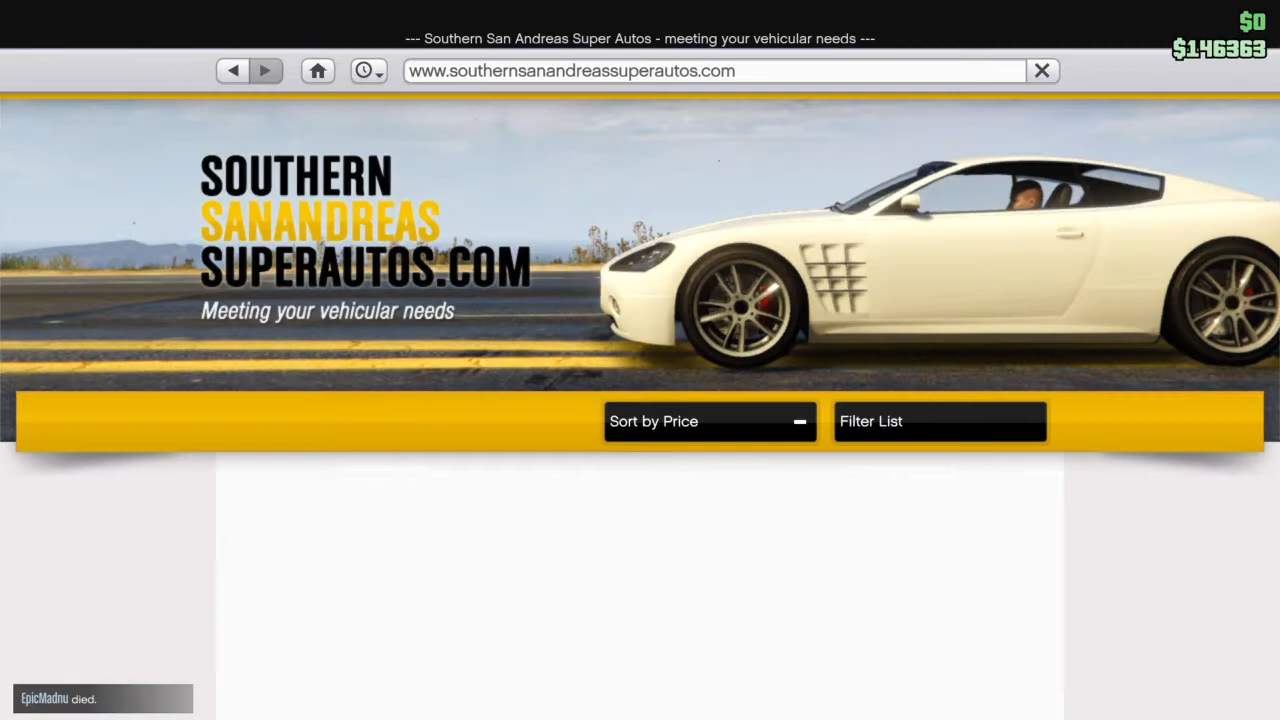 $0
--- Southern San Andreas Super Autos - meeting your vehicular needs ---
$146363
www.southernsanandreassuperautos.com
SOUTHERN
SANANDREAS
SUPERAUTOS.COM
Meeting your vehicular needs
Sort by Price
Filter List
EpicMadnu died.